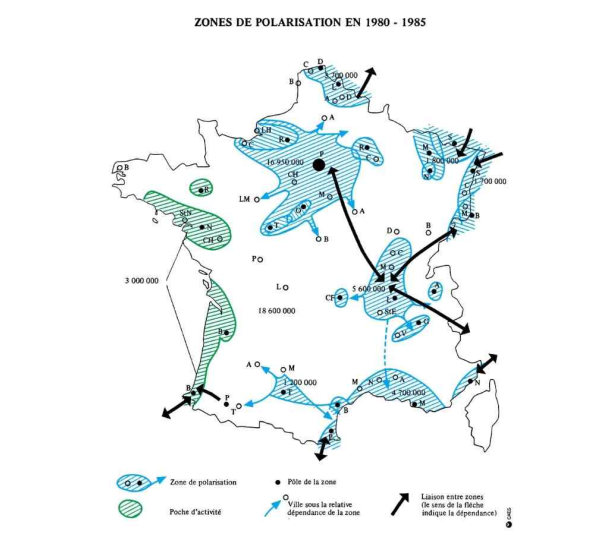 ZONES DE POLARISATION EN 1980 - 1985
C D
B
3 700 000
L
A D
A
LH
C
R
R
C
P
16 950 000
CH
M
M
N
1 800 000
S
1 700 000
C
M B
B
R
LM
M
A
O
T
B
StN
N
CH
D
B
C
M
P
3 000 000
L
5 600 000
L
CF
A
18 600 000
StE
G
V
B
A
M
1 200 000
T
M N A
4 700 000
M
N
B
P
T
B
P
Zone de polarisation
Pôle de la zone
Liaison entre zones
(le sens de la flèche
indique la dépendance)
Poche d'activité
Ville sous la relative
dépendance de la zone